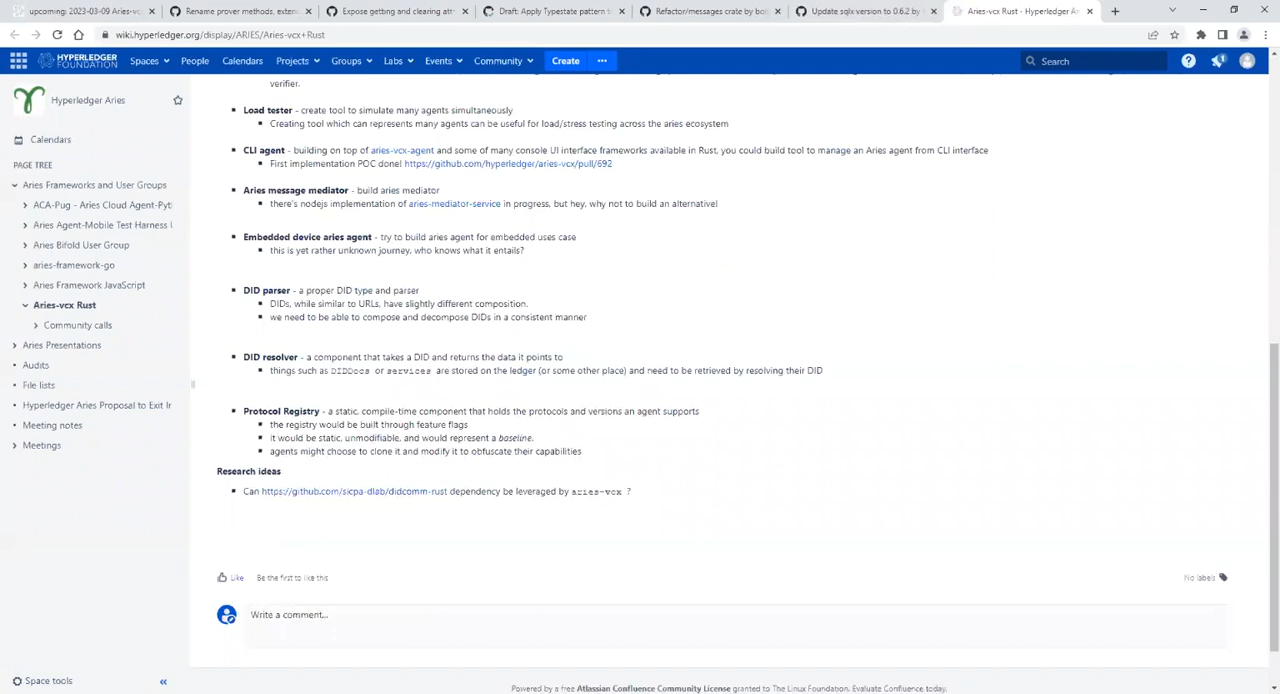 upcoming: 2023-03-09 Aries-v
Rename prover methods, exten
Expose getting and clearing att
Draft: Apply Typestate pattern t
Refactor/messages crate by bo
Update sqlx version to 0.6.2 by
Aries-vcx Rust - Hyperledger A
wiki.hyperledger.org/display/ARIES/Aries-vcx+Rust
HYPERLEDGER FOUNDATION
Spaces
People
Calendars
Projects
Groups
Labs
Events
Community
Create
Search
Hyperledger Aries
Calendars
PAGE TREE
Aries Frameworks and User Groups
ACA-Pug - Aries Cloud Agent-Pyt
Aries Agent-Mobile Test Harness
Aries Bifold User Group
aries-framework-go
Aries Framework JavaScript
Aries-vcx Rust
Community calls
Aries Presentations
Audits
File lists
Hyperledger Aries Proposal to Exit In
Meeting notes
Meetings
Space tools
verifier.
Load tester - create tool to simulate many agents simultaneously
Creating tool which can represents many agents can be useful for load/stress testing across the aries ecosystem
CLI agent - building on top of aries-vcx-agent and some of many console UI interface frameworks available in Rust, you could build tool to manage an Aries agent from CLI interface
First implementation POC done! https://github.com/hyperledger/aries-vcx/pull/692
Aries message mediator - build aries mediator
there's nodejs implementation of aries-mediator-service in progress, but hey, why not to build an alternative!
Embedded device aries agent - try to build aries agent for embedded uses case
this is yet rather unknown journey, who knows what it entails?
DID parser - a proper DID type and parser
DIDs, while similar to URLs, have slightly different composition.
we need to be able to compose and decompose DIDs in a consistent manner
DID resolver - a component that takes a DID and returns the data it points to
things such as DIDDocs or services are stored on the ledger (or some other place) and need to be retrieved by resolving their DID
Protocol Registry - a static, compile-time component that holds the protocols and versions an agent supports
the registry would be built through feature flags
it would be static, unmodifiable, and would represent a baseline.
agents might choose to clone it and modify it to obfuscate their capabilities
Research ideas
Can https://github.com/sicpa-dlab/didcomm-rust dependency be leveraged by aries-vcx ?
Like
Be the first to like this
No labels
Write a comment...
Powered by a free Atlassian Confluence Community License granted to The Linux Foundation. Evaluate Confluence today.